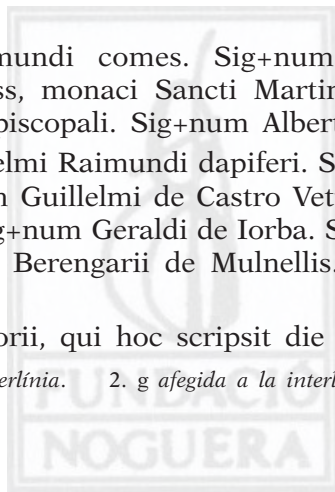 mundi comes. Sig+num
ss, monaci Sancti Martin
piscopali. Sig+num Albert
elmi Raimundi dapiferi. S
n Guillelmi de Castro Vet
g+num Geraldi de Iorba. S
Berengarii de Mulnellis.
orii, qui hoc scripsit die
erlínia. 2. g afegida a la interl
FUNDACIÓ
NOGUERA